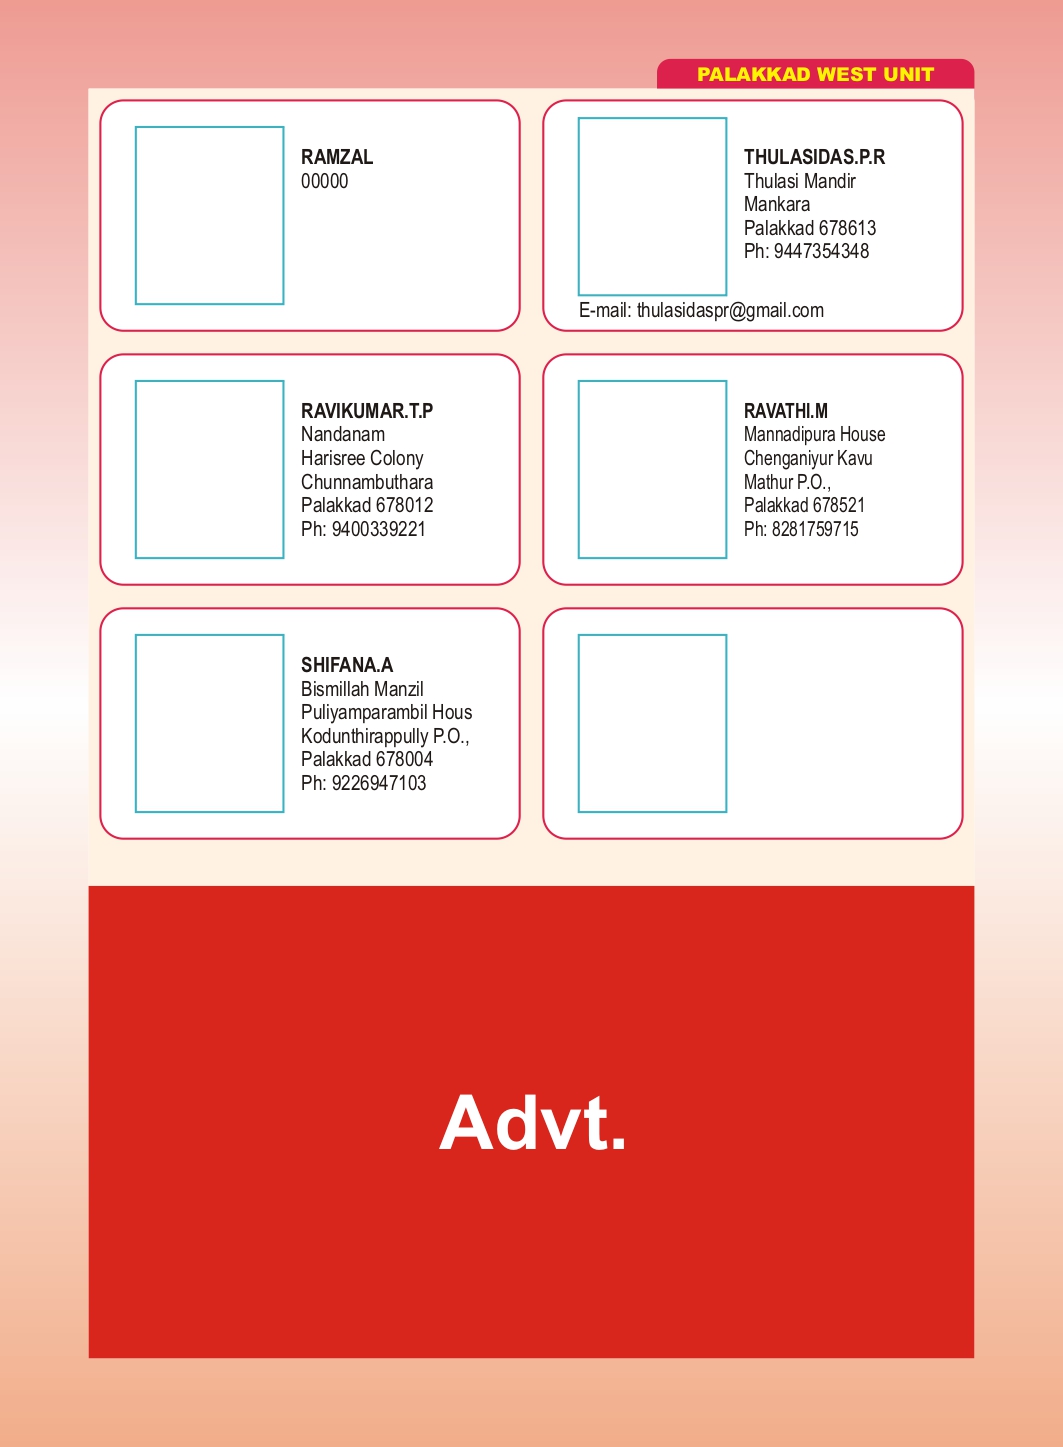 PALAKKAD WEST UNIT
RAMZAL
00000
THULASIDAS.P.R
Thulasi Mandir
Mankara
Palakkad 678613
Ph: 9447354348
E-mail: thulasidaspr@gmail.com
RAVIKUMAR.T.P
Nandanam
Harisree Colony
Chunnambuthara
Palakkad 678012
Ph: 9400339221
RAVATHI.M
Mannadipura House
Chenganiyur Kavu
Mathur P.O.,
Palakkad 678521
Ph: 8281759715
SHIFANA.A
Bismillah Manzil
Puliyamparambil Hous
Kodunthirappully P.O.,
Palakkad 678004
Ph: 9226947103
Advt.